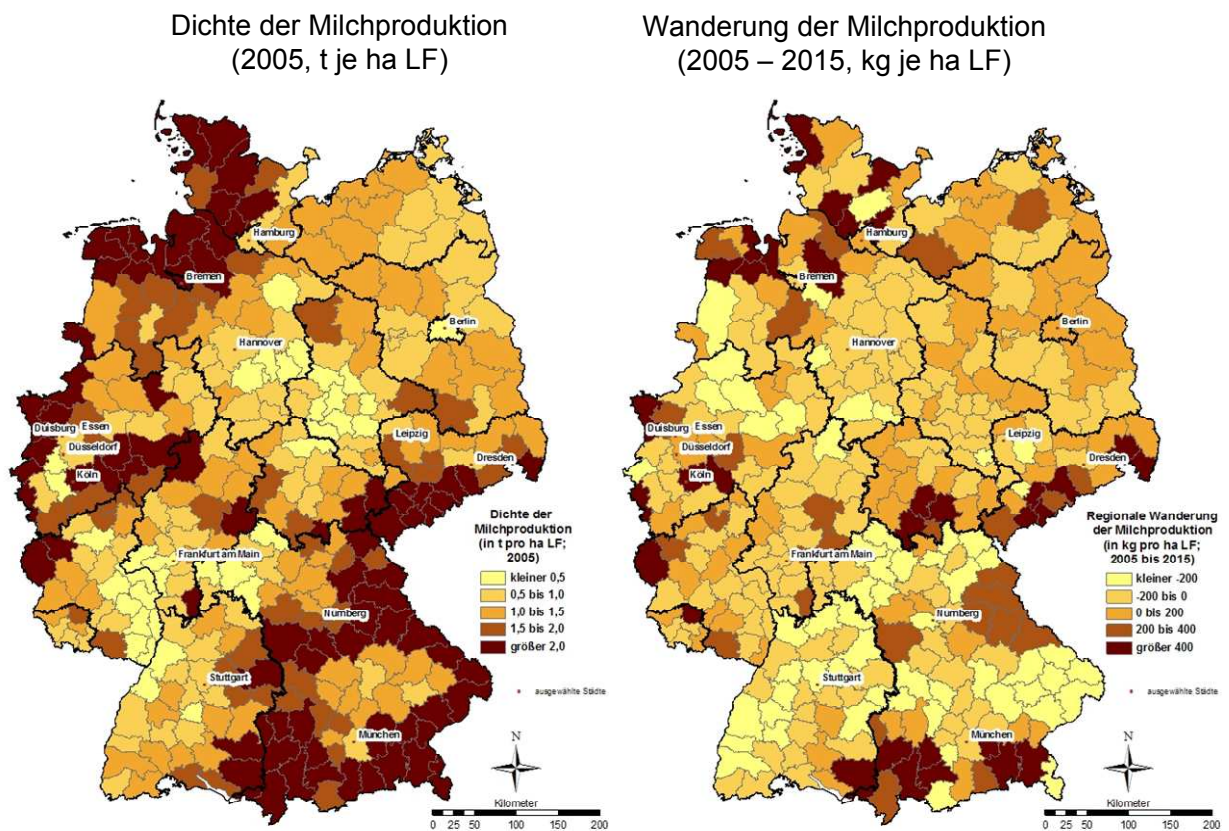 Dichte der Milchproduktion
(2005, t je ha LF)
Wanderung der Milchproduktion
(2005 – 2015, kg je ha LF)
Hamburg
Bremen
Berlin
Hannover
Duisburg
Essen
Düsseldorf
Köln
Leipzig
Dresden
Frankfurt am Main
Nürnberg
Stuttgart
München
Dichte der
Milchproduktion
(in t pro ha LF;
2005)
kleiner 0,5
0,5 bis 1,0
1,0 bis 1,5
1,5 bis 2,0
größer 2,0
ausgewählte Städte
N
Kilometer
0 25 50 100 150 200
Hamburg
Bremen
Berlin
Hannover
Duisburg
Essen
Düsseldorf
Köln
Leipzig
Dresden
Frankfurt am Main
Nürnberg
Stuttgart
München
Regionale Wanderung
der Milchproduktion
(in kg pro ha LF;
2005 bis 2015)
kleiner -200
-200 bis 0
0 bis 200
200 bis 400
größer 400
ausgewählte Städte
N
Kilometer
0 25 50 100 150 200